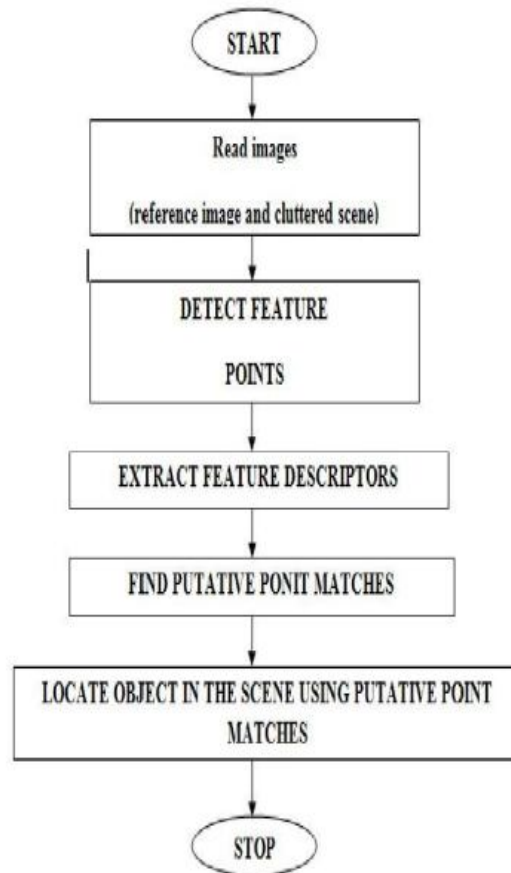 START
Read images
(reference image and cluttered scene)
DETECT FEATURE
POINTS
EXTRACT FEATURE DESCRIPTORS
FIND PUTATIVE PONIT MATCHES
LOCATE OBJECT IN THE SCENE USING PUTATIVE POINT
MATCHES
STOP